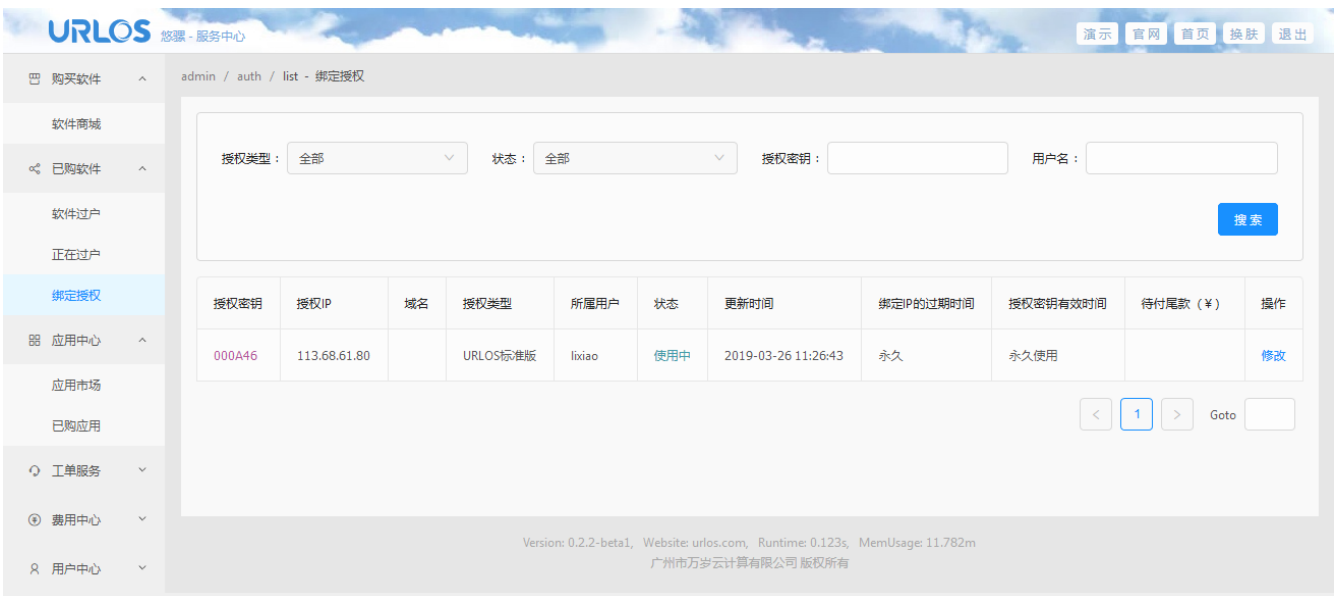 URLOS 悠骡 - 服务中心
演示 官网 首页 换肤 退出
购买软件
软件商城
已购软件
软件过户
正在过户
绑定授权
应用中心
应用市场
已购应用
工单服务
费用中心
用户中心
admin / auth / list - 绑定授权
授权类型： 全部 状态： 全部 授权密钥： 用户名：
搜 索
授权密钥 授权IP 域名 授权类型 所属用户 状态 更新时间 绑定IP的过期时间 授权密钥有效时间 待付尾款（¥） 操作
000A46 113.68.61.80 URLOS标准版 lixiao 使用中 2019-03-26 11:26:43 永久 永久使用 修改
< 1 > Goto
Version: 0.2.2-beta1, Website: urlos.com, Runtime: 0.123s, MemUsage: 11.782m
广州市万岁云计算有限公司 版权所有